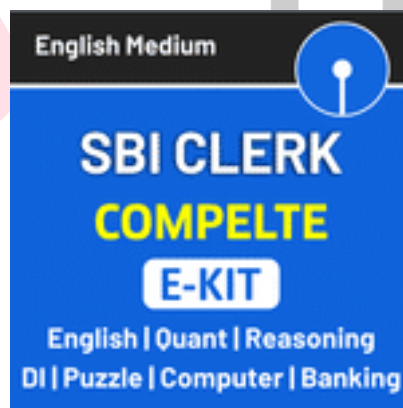 English Medium
SBI CLERK
COMPELTE
E-KIT
English | Quant | Reasoning
DI | Puzzle | Computer | Banking